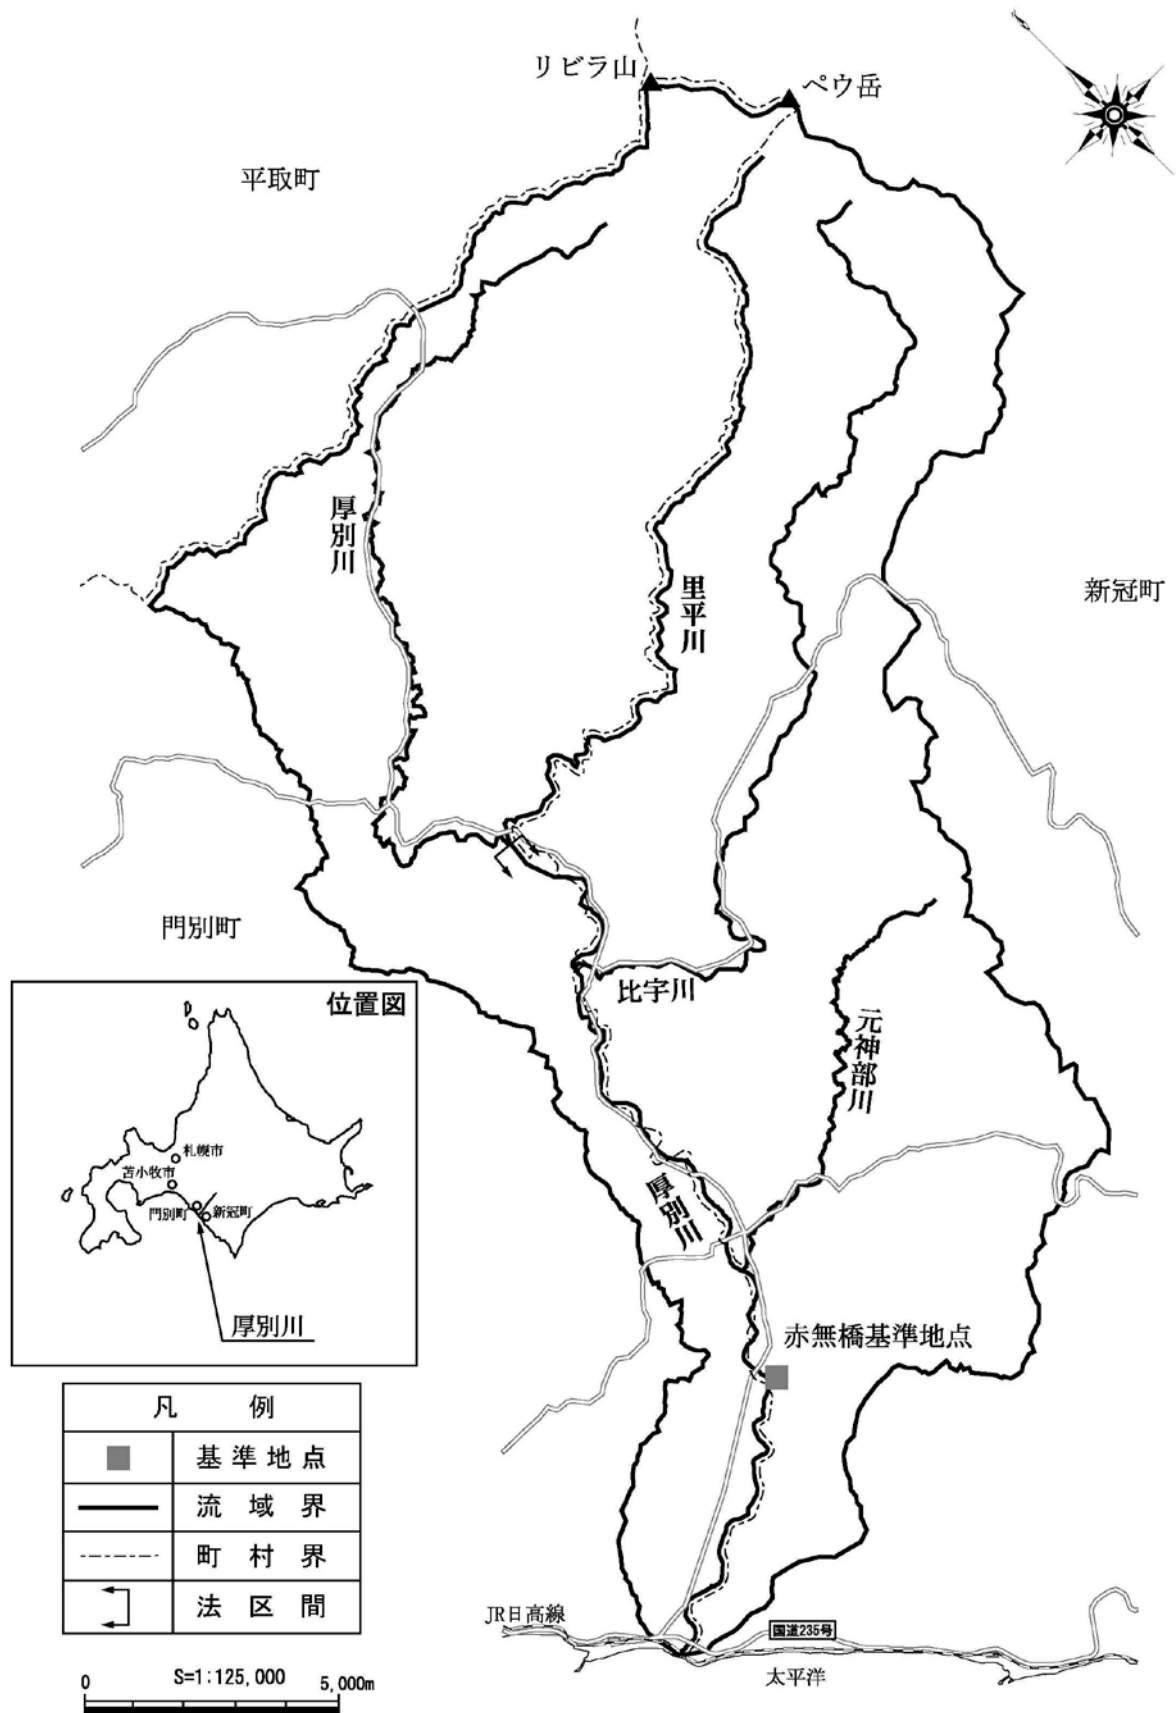 リビラ山
ペウ岳
平取町
厚別川
里平川
新冠町
門別町
比宇川
元神部川
位置図
札幌市
苫小牧市
門別町
新冠町
厚別川
厚別川
赤無橋基準地点
凡 例
基準地点
流域界
町村界
法区間
JR日高線
国道235号
太平洋
0 S=1:125,000 5,000m